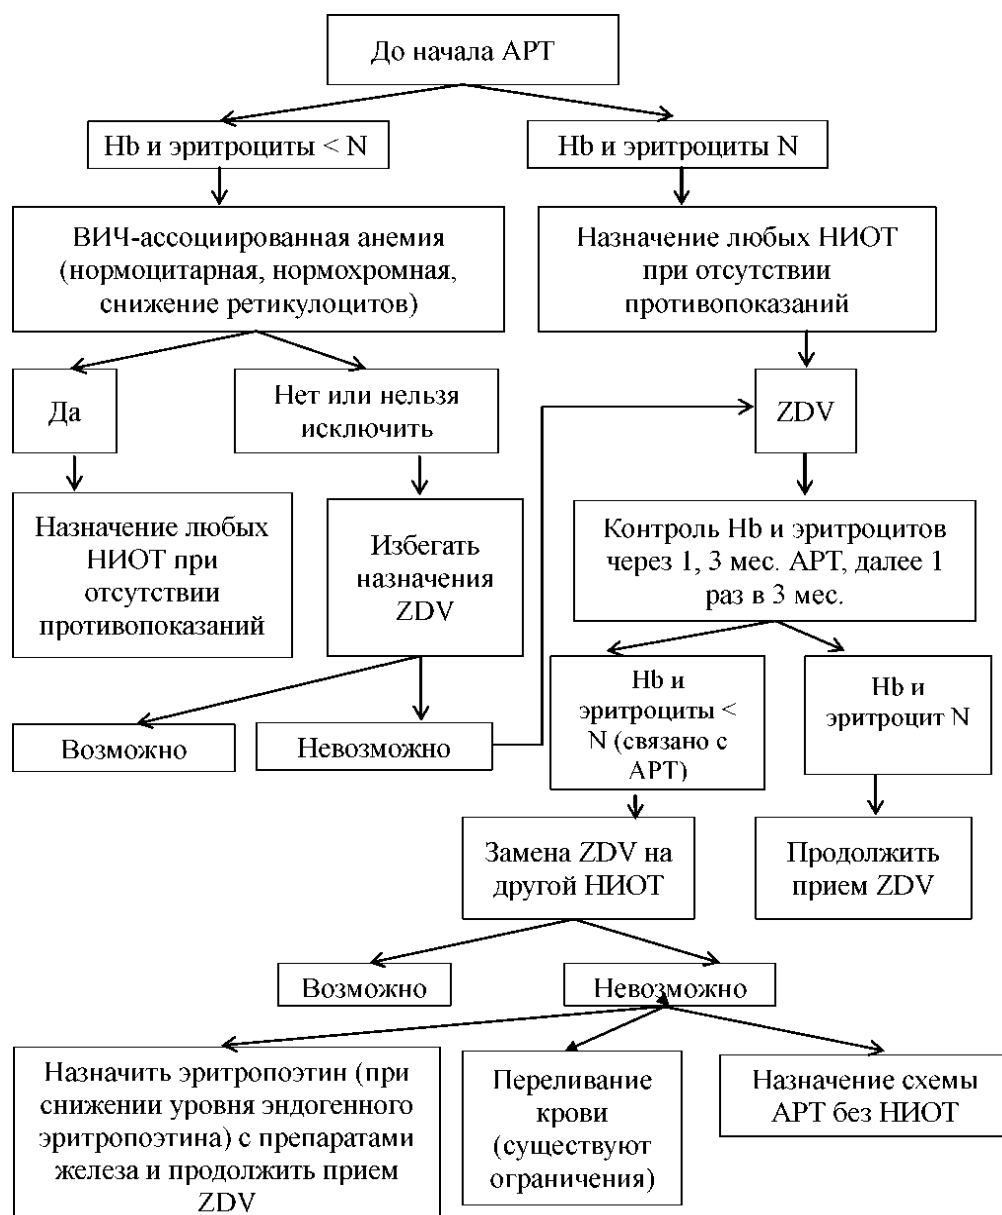 До начала АРТ
Hb и эритроциты < N
Hb и эритроциты N
ВИЧ-ассоциированная анемия
(нормоцитарная, нормохромная,
снижение ретикулоцитов)
Назначение любых НИОТ
при отсутствии
противопоказаний
Да
Нет или нельзя
исключить
ZDV
Назначение любых
НИОТ при
отсутствии
противопоказаний
Избегать
назначения
ZDV
Контроль Hb и эритроцитов
через 1, 3 мес. АРТ, далее 1
раз в 3 мес.
Возможно
Невозможно
Hb и
эритроциты <
N (связано с
АРТ)
Hb и
эритроцит N
Замена ZDV на
другой НИОТ
Продолжить
прием ZDV
Возможно
Невозможно
Назначить эритропоэтин (при
снижении уровня эндогенного
эритропоэтина) с препаратами
железа и продолжить прием
ZDV
Переливание
крови
(существуют
ограничения)
Назначение схемы
АРТ без НИОТ